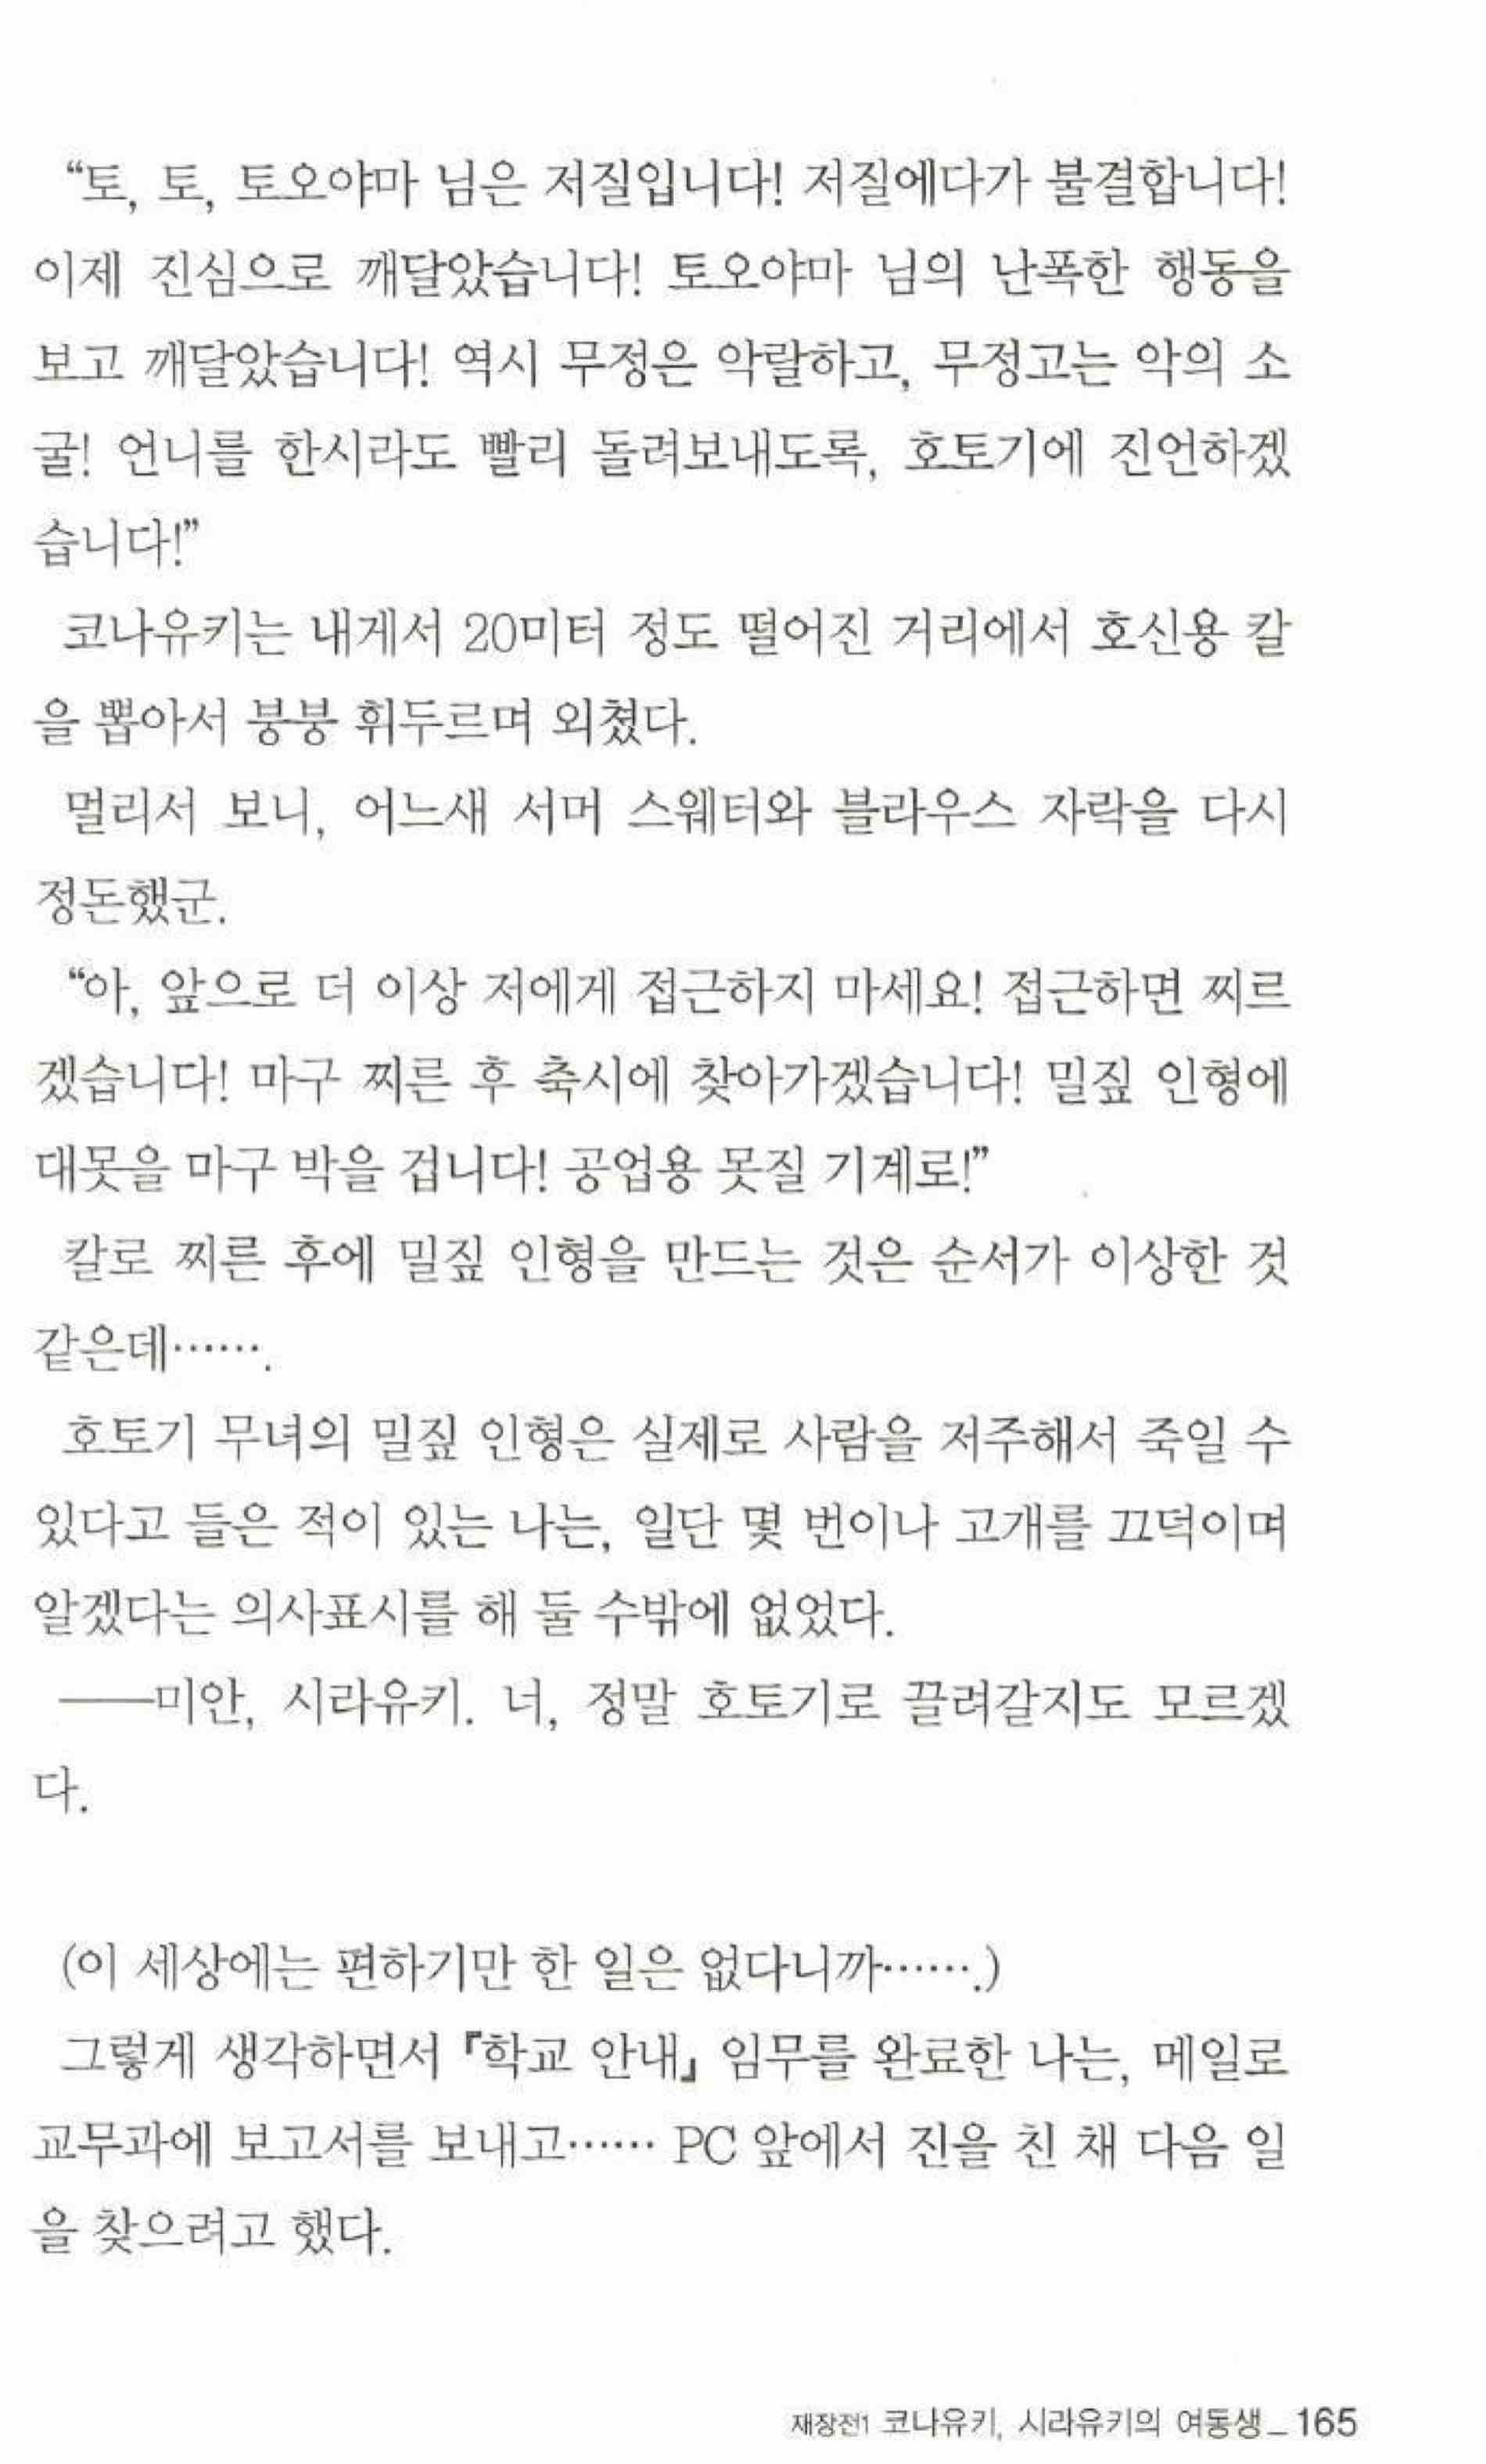 “토, 토, 토오야마 님은 저질입니다! 저질에다가 불결합니다!
이제 진심으로 깨달았습니다! 토오야마 님의 난폭한 행동을
보고 깨달았습니다! 역시 무정은 악랄하고, 무정고는 악의 소
굴! 언니를 한시라도 빨리 돌려보내도록, 호토기에 진언하겠
습니다!”
코나유키는 내게서 20미터 정도 떨어진 거리에서 호신용 칼
을 뽑아서 붕붕 휘두르며 외쳤다.
멀리서 보니, 어느새 서머 스웨터와 블라우스 자락을 다시
정돈했군.
“아, 앞으로 더 이상 저에게 접근하지 마세요! 접근하면 찌르
겠습니다! 마구 찌른 후 축시에 찾아가겠습니다! 밀짚 인형에
대못을 마구 박을 겁니다! 공업용 못질 기계로!”
칼로 찌른 후에 밀짚 인형을 만드는 것은 순서가 이상한 것
같은데…….
호토기 무녀의 밀짚 인형은 실제로 사람을 저주해서 죽일 수
있다고 들은 적이 있는 나는, 일단 몇 번이나 고개를 끄덕이며
알겠다는 의사표시를 해 둘 수밖에 없었다.
──미안, 시라유키. 너, 정말 호토기로 끌려갈지도 모르겠
다.
(이 세상에는 편하기만 한 일은 없다니까…….)
그렇게 생각하면서 『학교 안내』 임무를 완료한 나는, 메일로
교무과에 보고서를 보내고…… PC 앞에서 진을 친 채 다음 일
을 찾으려고 했다.
재장전1 코나유키, 시라유키의 여동생_165